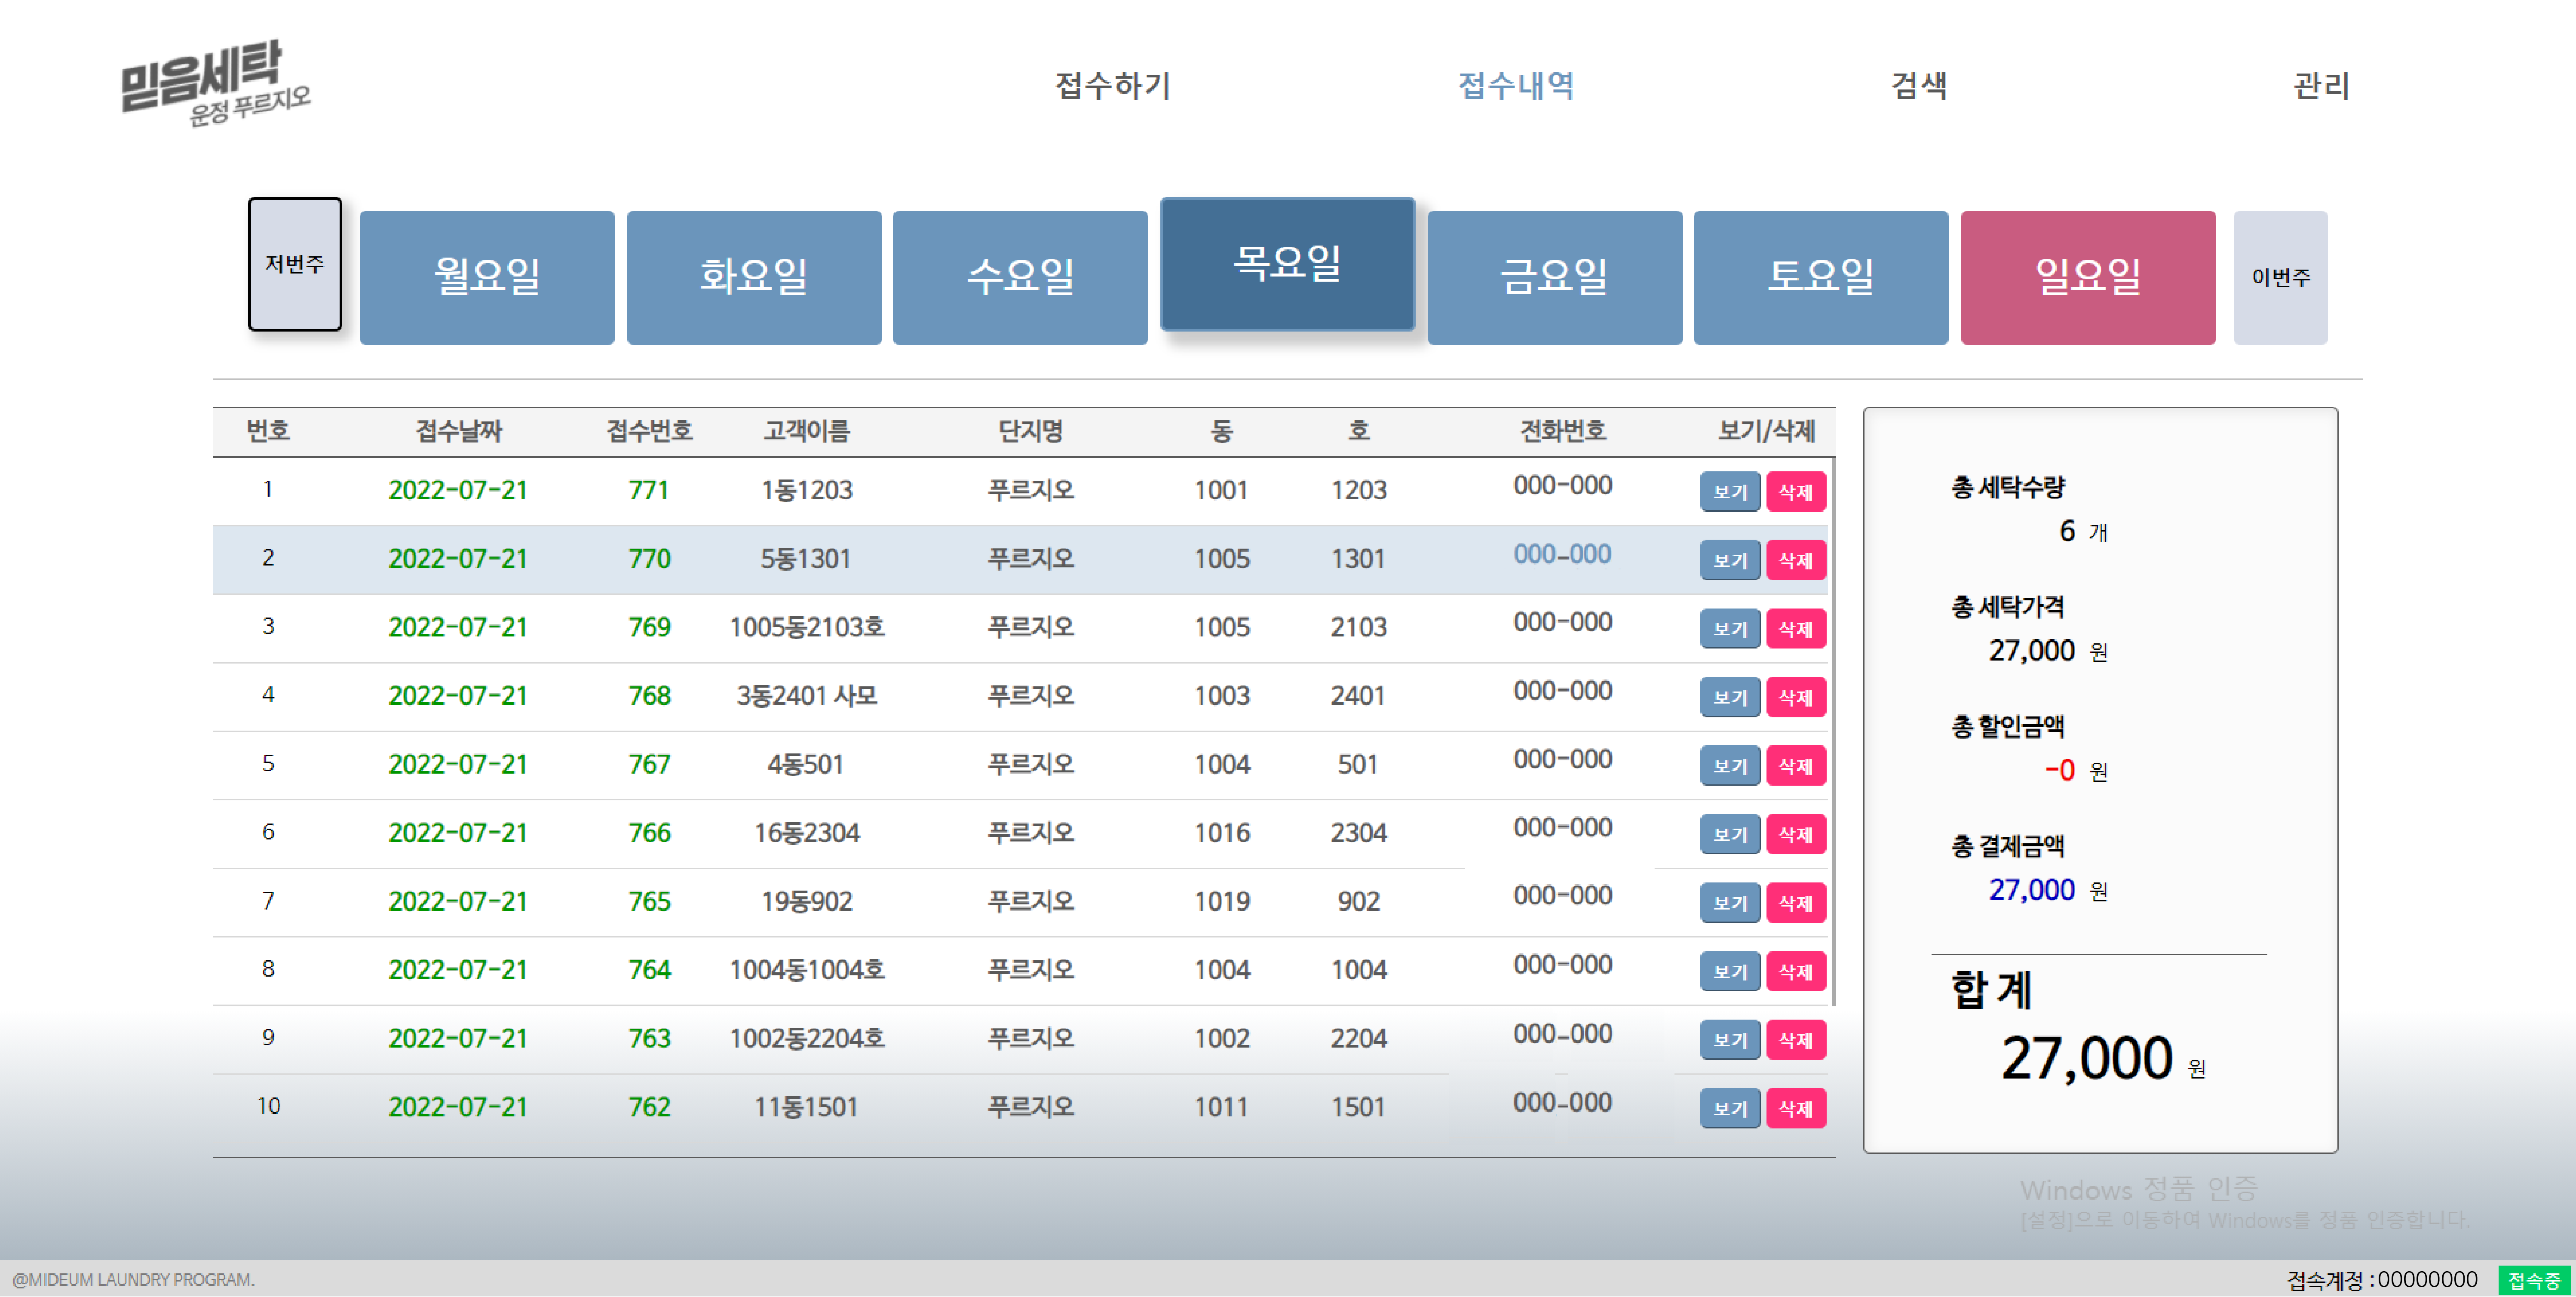 믿음세탁
운정 푸르지오
접수하기 접수내역 검색 관리
저번주 월요일 화요일 수요일 목요일 금요일 토요일 일요일 이번주
번호 접수날짜 접수번호 고객이름 단지명 동 호 전화번호 보기/삭제
1 2022-07-21 771 1동1203 푸르지오 1001 1203 000-000 보기 삭제
2 2022-07-21 770 5동1301 푸르지오 1005 1301 000-000 보기 삭제
3 2022-07-21 769 1005동2103호 푸르지오 1005 2103 000-000 보기 삭제
4 2022-07-21 768 3동2401 사모 푸르지오 1003 2401 000-000 보기 삭제
5 2022-07-21 767 4동501 푸르지오 1004 501 000-000 보기 삭제
6 2022-07-21 766 16동2304 푸르지오 1016 2304 000-000 보기 삭제
7 2022-07-21 765 19동902 푸르지오 1019 902 000-000 보기 삭제
8 2022-07-21 764 1004동1004호 푸르지오 1004 1004 000-000 보기 삭제
9 2022-07-21 763 1002동2204호 푸르지오 1002 2204 000-000 보기 삭제
10 2022-07-21 762 11동1501 푸르지오 1011 1501 000-000 보기 삭제
총 세탁수량
6 개
총 세탁가격
27,000 원
총 할인금액
-0 원
총 결제금액
27,000 원
합 계
27,000 원
Windows 정품 인증
[설정]으로 이동하여 Windows를 정품 인증합니다.
@MIDEUM LAUNDRY PROGRAM. 접속계정 :00000000 접속중